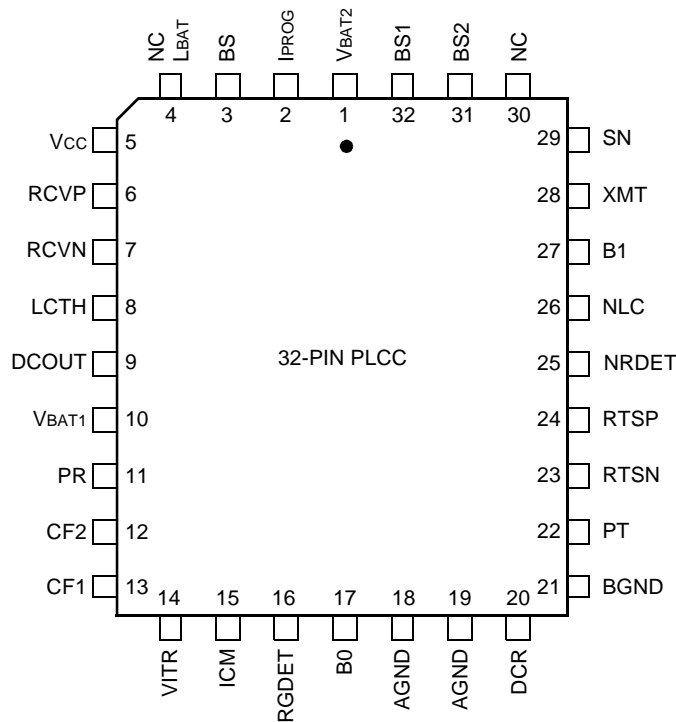 NC
LBAT
BS
IPROG
VBAT2
BS1
BS2
NC
4
3
2
1
32
31
30
VCC 5
RCVP 6
RCVN 7
LCTH 8
DCOUT 9
VBAT1 10
PR 11
CF2 12
CF1 13
32-PIN PLCC
29 SN
28 XMT
27 B1
26 NLC
25 NRDET
24 RTSP
23 RTSN
22 PT
21 BGND
14
15
16
17
18
19
20
VITR
ICM
RGDET
B0
AGND
AGND
DCR